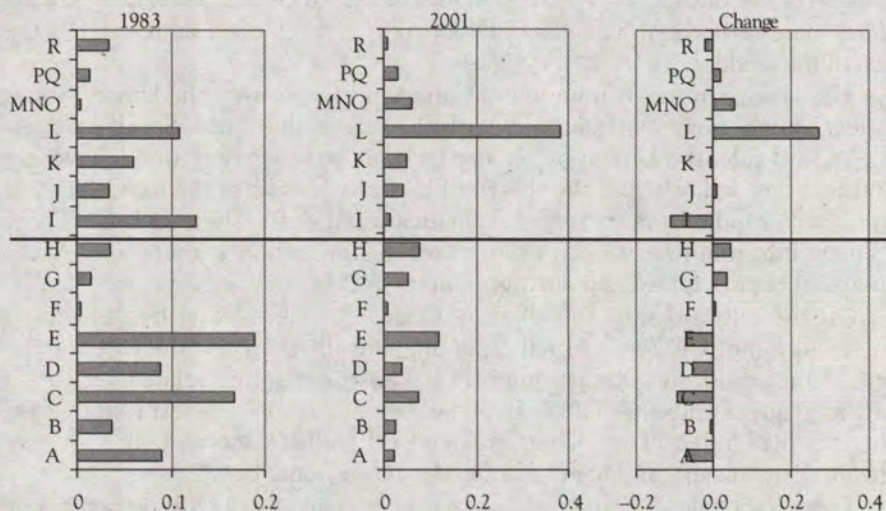 1983 2001 Change
R R R
PQ PQ PQ
MNO MNO MNO
L L L
K K K
J J J
I I I
H H H
G G G
F F F
E E E
D D D
C C C
B B B
A A A
0 0.1 0.2 0 0.2 0.4 –0.2 0.0 0.2 0.4